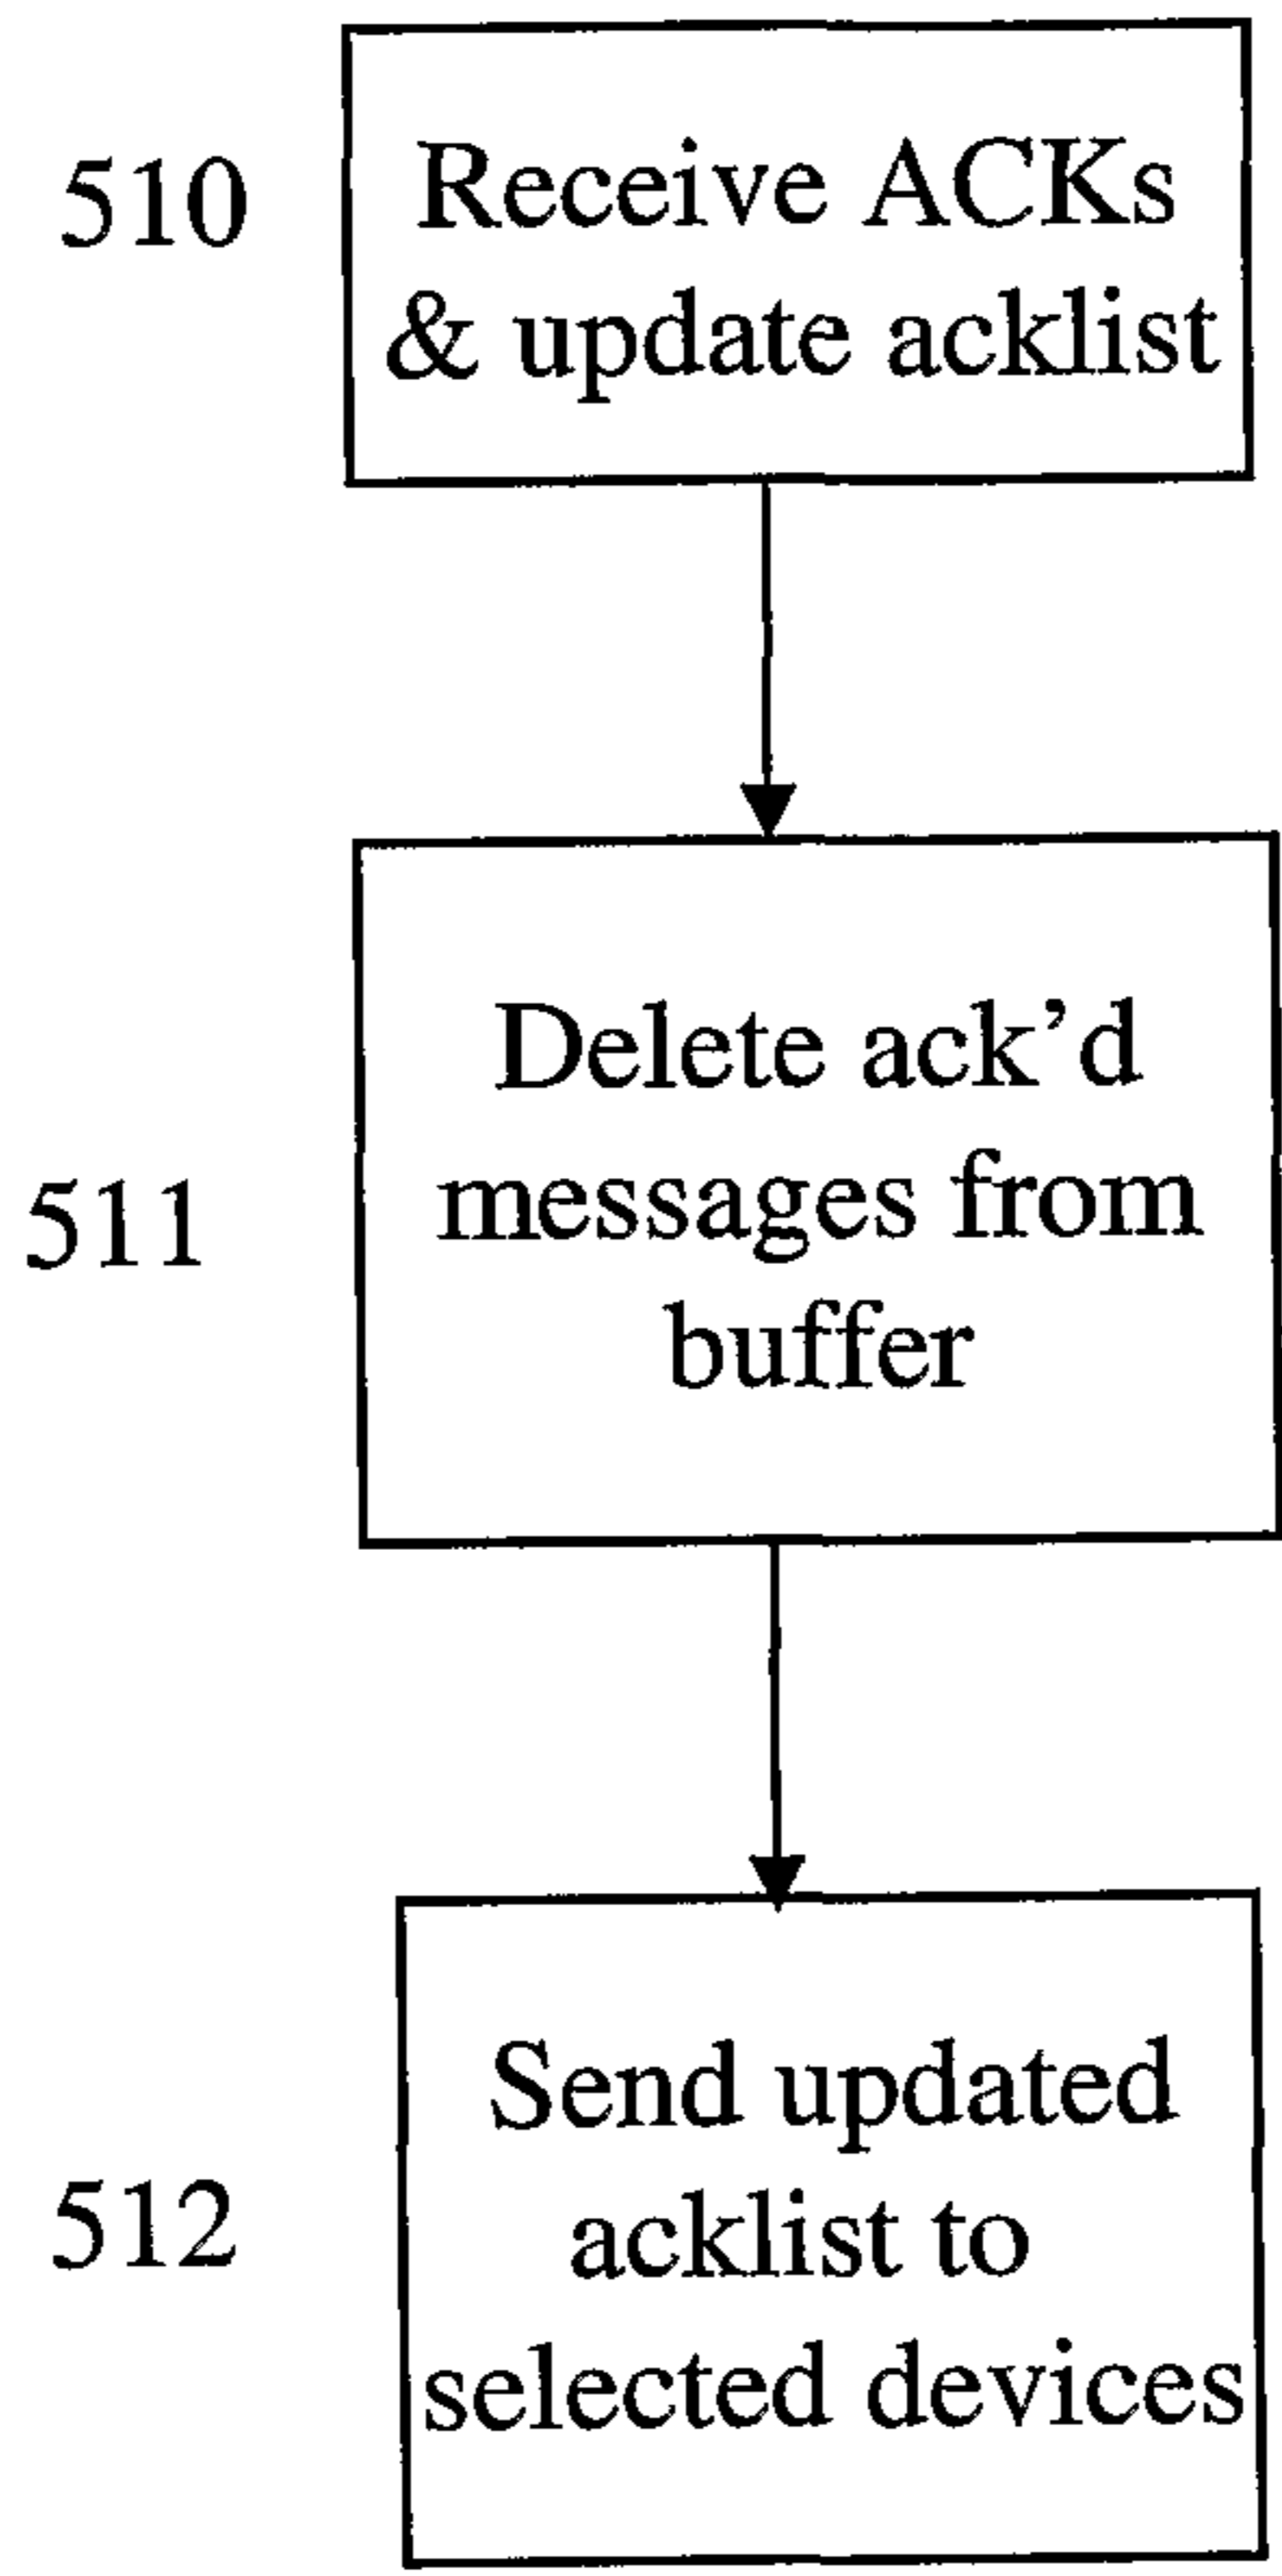 510
Receive ACKs
& update acklist
511
Delete ack’d
messages from
buffer
512
Send updated
acklist to
selected devices